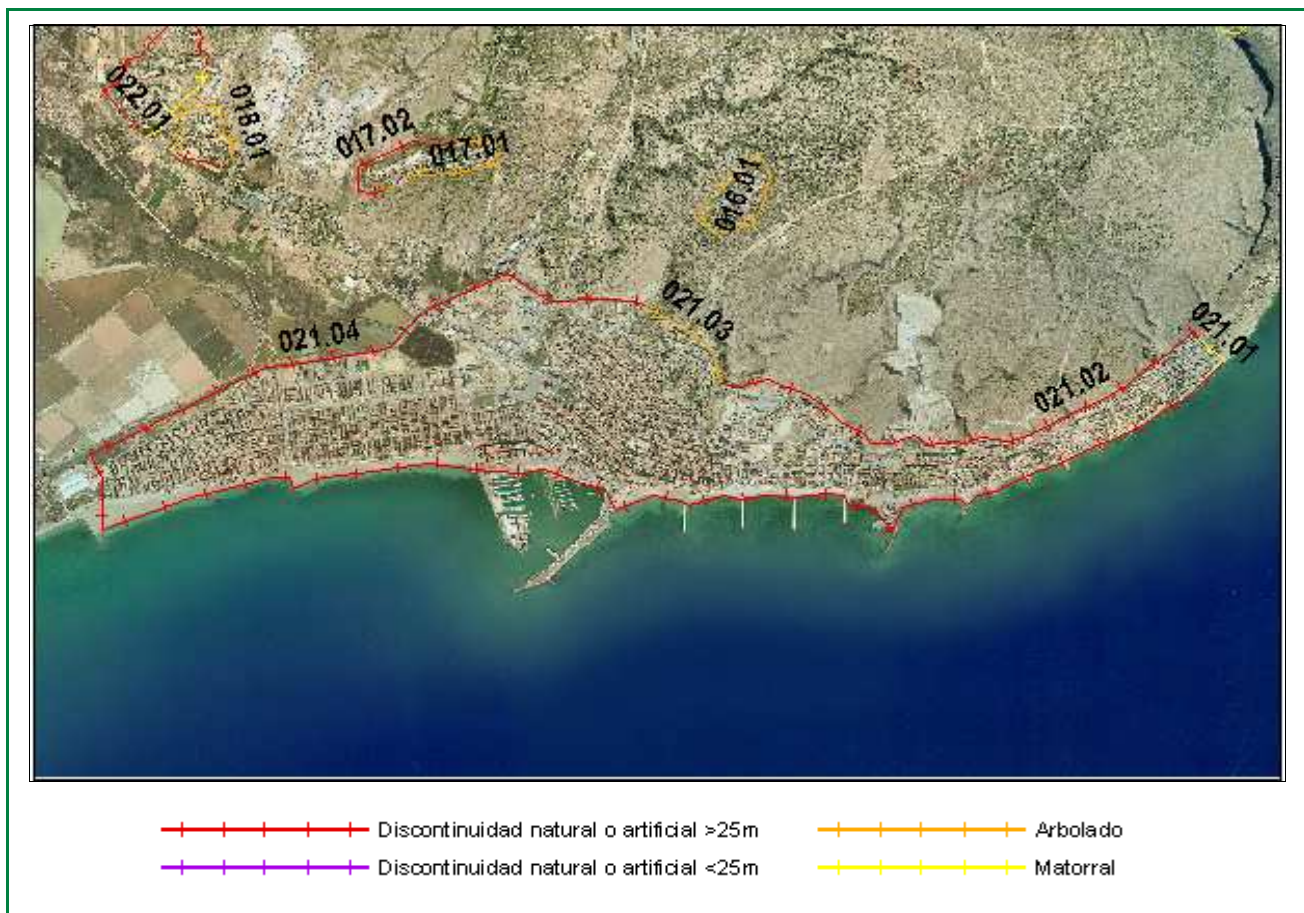 022.01
018.01
017.02
017.01
016.01
021.04
021.03
021.02
021.01
Discontinuidad natural o artificial >25m
Arbolado
Discontinuidad natural o artificial <25m
Matorral